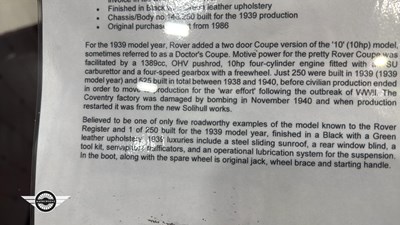 Finished in black leather upholstery
Chassis/Body no. built for the 1939 production
Original from 1986
For the 1939 model year, Rover added a two door Coupe version of the '10' (10hp) model,
sometimes referred to as a Doctor's Coupe. Motive power for the pretty Rover Coupe was
facilitated by a 1389cc, OHV pushrod, 10hp four-cylinder engine fitted with SU
carburettor and a four-speed gearbox with a freewheel. Just 250 were built in 1939 (1939
model year) and built in total between 1938 and 1940, before civilian production ended
in order to move production for the 'war effort' following the outbreak of WWII. The
Coventry factory was damaged by bombing in November 1940 and when production
restarted it was from the new Solihull works.
Believed to be one of only five roadworthy examples of the model known to the Rover
Register and 1 of 250 built for the 1939 model year, finished in a Black with a Green
leather 1939 luxuries include a steel sliding sunroof, a rear window blind, a
tool kit, semaphore trafficators, and an operational lubrication system for the suspension.
In the boot, along with the spare wheel is original jack, wheel brace and starting handle.